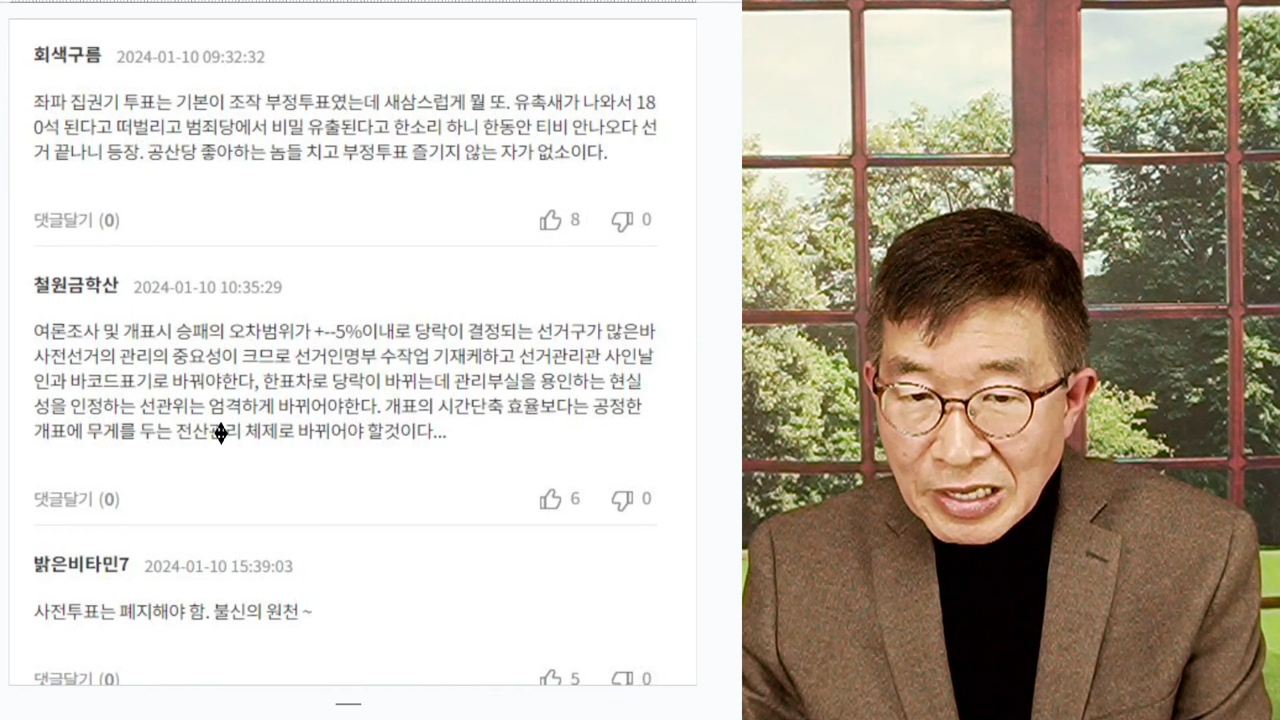 회색구름 2024-01-10 09:32:32
좌파 집권기 투표는 기본이 조작 부정투표였는데 새삼스럽게 뭘 또. 유촉새가 나와서 18
0석 된다고 떠벌리고 범죄당에서 비밀 유출된다고 한소리 하니 한동안 티비 안나오다 선
거 끝나니 등장. 공산당 좋아하는 놈들 치고 부정투표 즐기지 않는 자가 없소이다.
댓글달기 (0) 8 0
철원금학산 2024-01-10 10:35:29
여론조사 및 개표시 승패의 오차범위가 +--5%이내로 당락이 결정되는 선거구가 많은바
사전선거의 관리의 중요성이 크므로 선거인명부 수작업 기재케하고 선거관리관 사인날
인과 바코드표기로 바꿔야한다, 한표차로 당락이 바뀌는데 관리부실을 용인하는 현실
성을 인정하는 선관위는 엄격하게 바뀌어야한다. 개표의 시간단축 효율보다는 공정한
개표에 무게를 두는 전산관리 체제로 바뀌어야 할것이다...
댓글달기 (0) 6 0
밝은비타민7 2024-01-10 15:39:03
사전투표는 폐지해야 함. 불신의 원천 ~
댓글달기 (0) 5 0